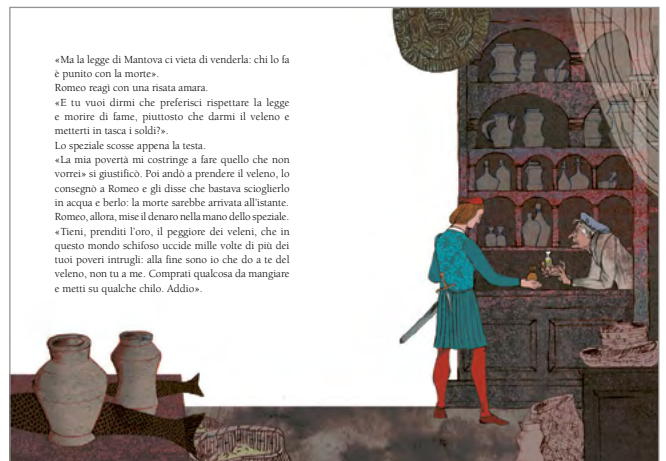 «Ma la legge di Mantova ci vieta di venderla: chi lo fa
è punito con la morte».
Romeo reagì con una risata amara.
«E tu vuoi dirmi che preferisci rispettare la legge
e morire di fame, piuttosto che darmi il veleno e
metterti in tasca i soldi?».
Lo speziale scosse appena la testa.
«La mia povertà mi costringe a fare quello che non
vorrei» si giustificò. Poi andò a prendere il veleno, lo
consegnò a Romeo e gli disse che bastava scioglierlo
in acqua e berlo: la morte sarebbe arrivata all'istante.
Romeo, allora, mise il denaro nella mano dello speziale.
«Tieni, prenditi l'oro, il peggiore dei veleni, che in
questo mondo schifoso uccide mille volte di più dei
tuoi poveri intrugli: alla fine sono io che do a te del
veleno, non tu a me. Comprati qualcosa da mangiare
e metti su qualche chilo. Addio».